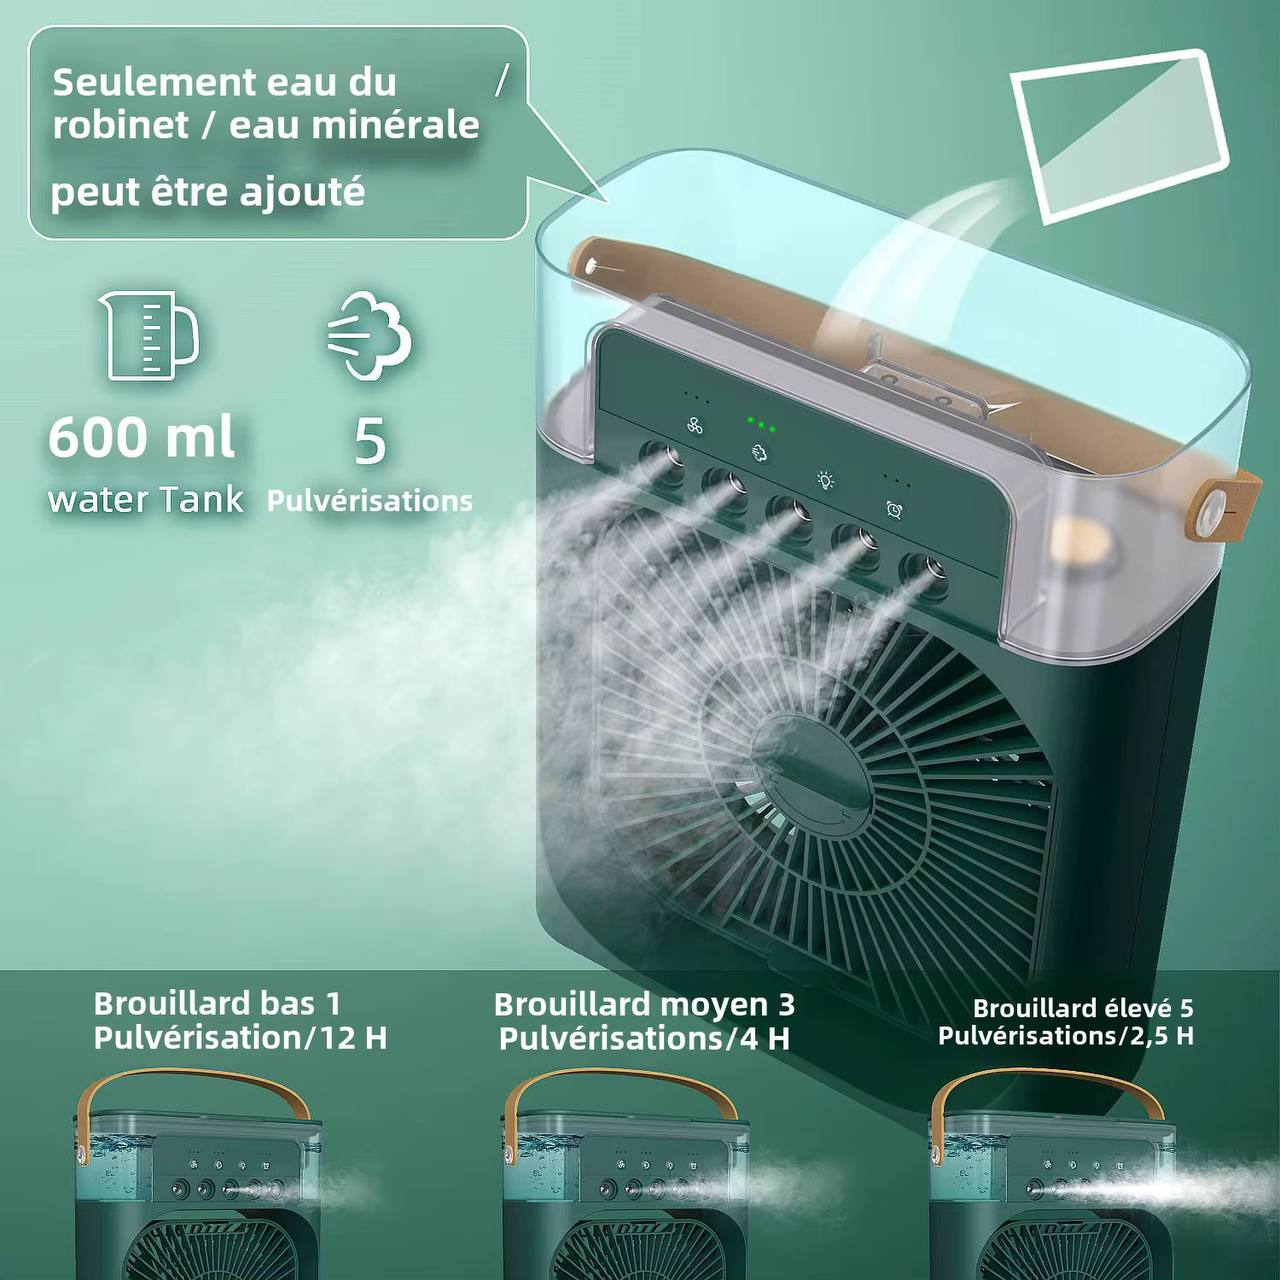 Seulement eau du /
robinet / eau minérale
peut être ajouté
600 ml
water Tank
5
Pulvérisations
Brouillard bas 1
Pulvérisation/12 H
Brouillard moyen 3
Pulvérisations/4 H
Brouillard élevé 5
Pulvérisations/2,5 H